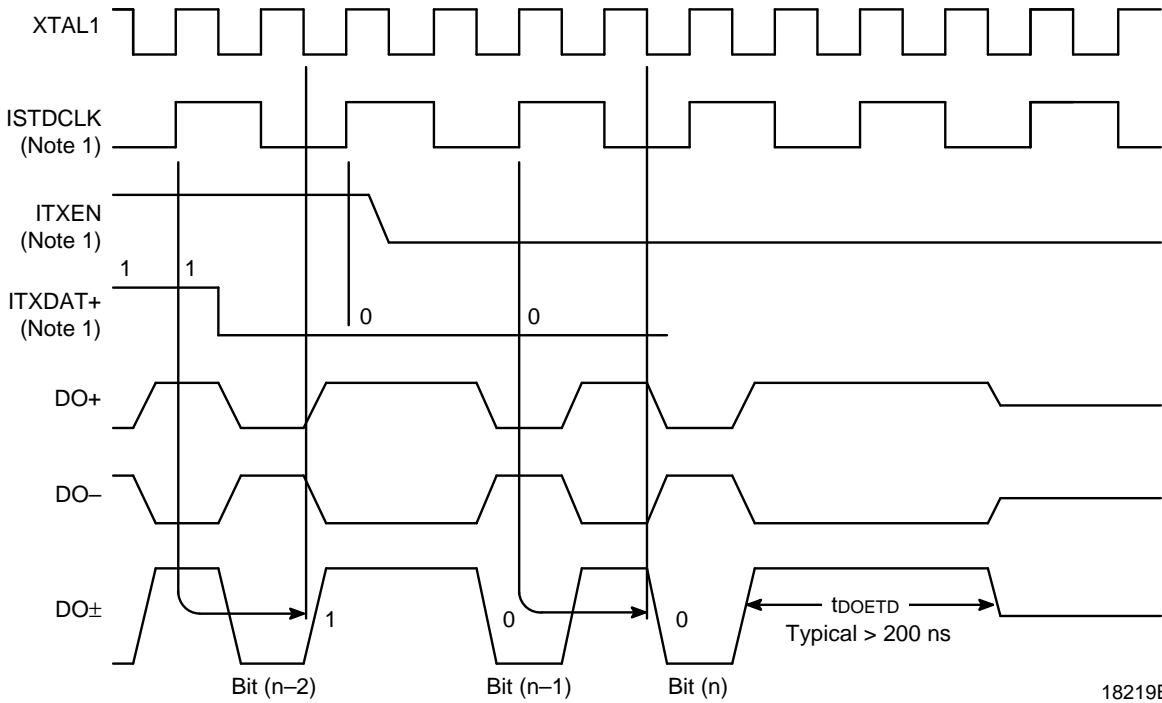 XTAL1
ISTDCLK
(Note 1)
ITXEN
(Note 1)
1 1
ITXDAT+
(Note 1)
0 0
DO+
DO–
DO±
1 0 0
tDOETD
Typical > 200 ns
Bit (n–2) Bit (n–1) Bit (n)